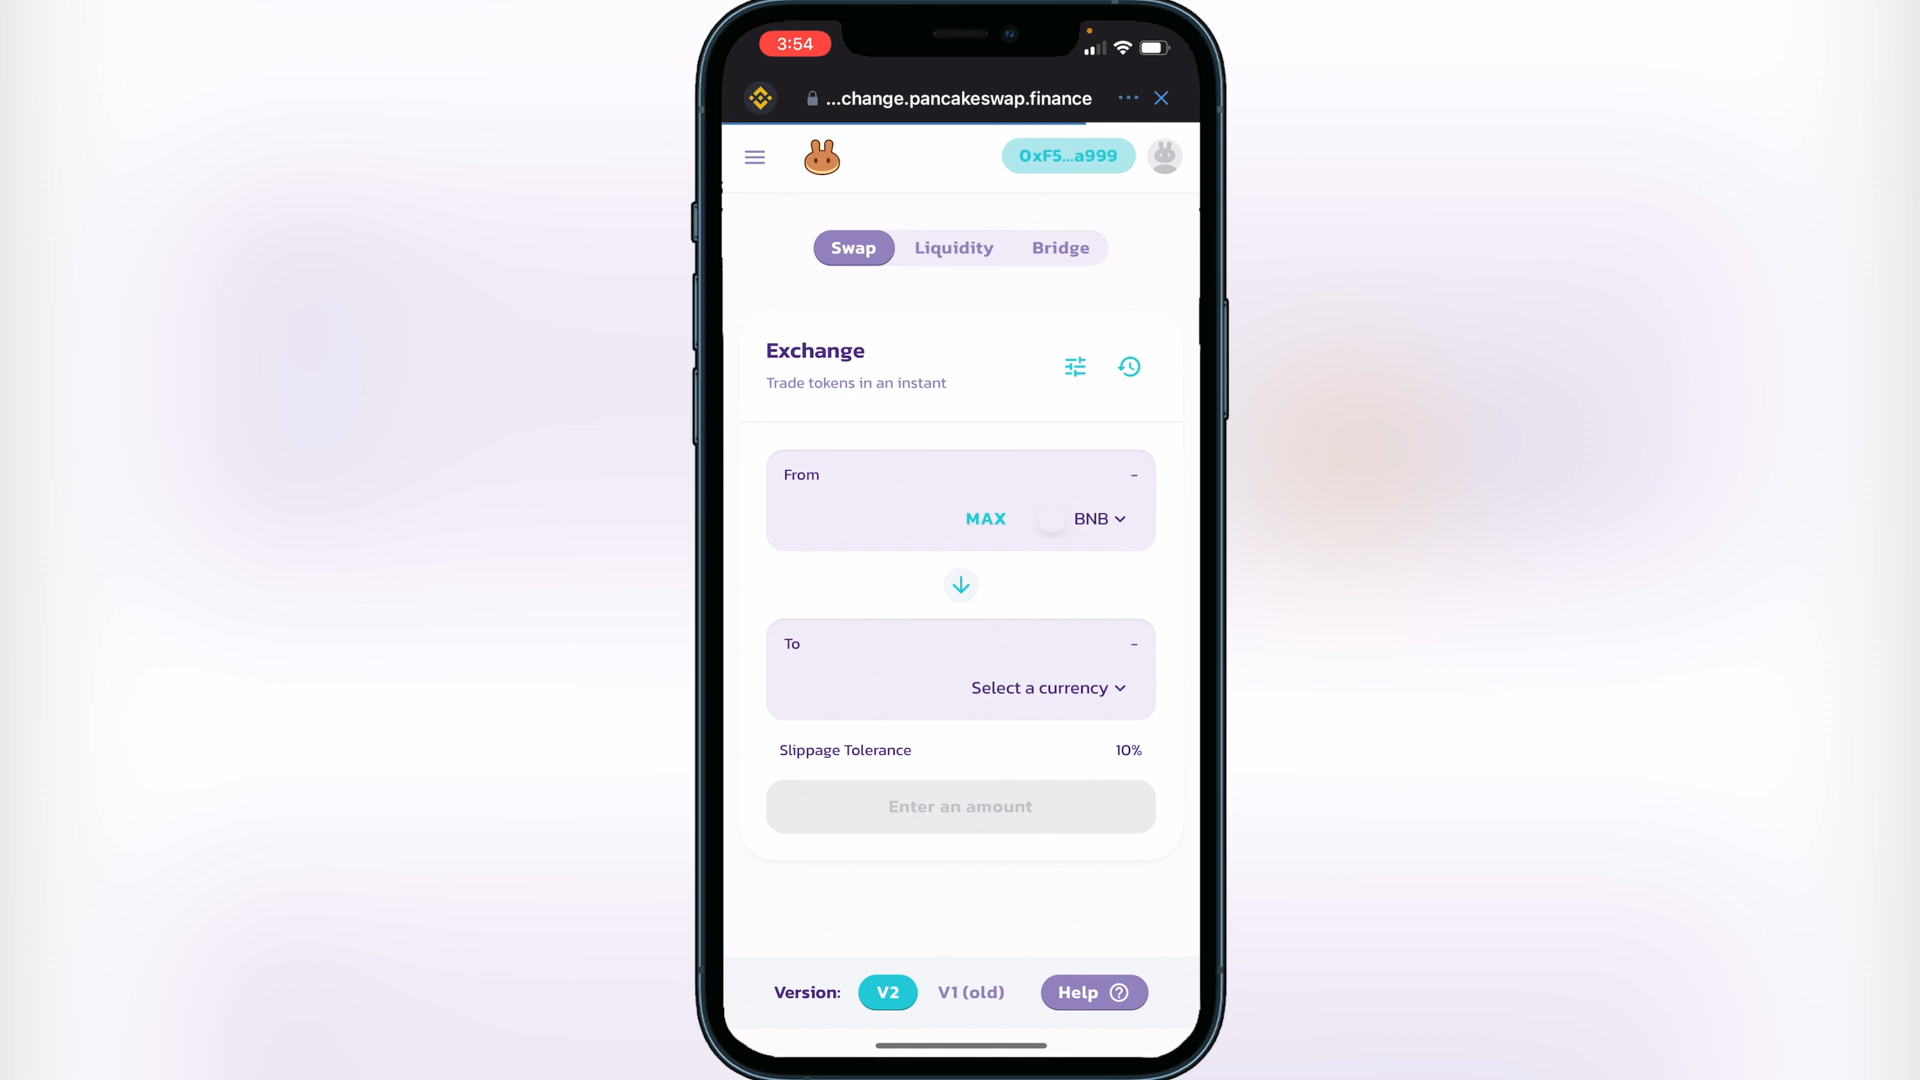 3:54
...change.pancakeswap.finance
0xF5...a999
Swap Liquidity Bridge
Exchange
Trade tokens in an instant
From -
MAX BNB
To -
Select a currency
Slippage Tolerance 10%
Enter an amount
Version: V2 V1 (old) Help ?